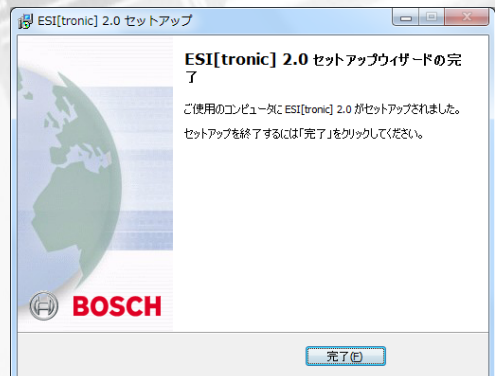 ESI[tronic] 2.0 セットアップ
ESI[tronic] 2.0 セットアップウィザードの完
了
ご使用のコンピュータに ESI[tronic] 2.0 がセットアップされました。
セットアップを終了するには「完了」をクリックしてください。
BOSCH
完了(F)